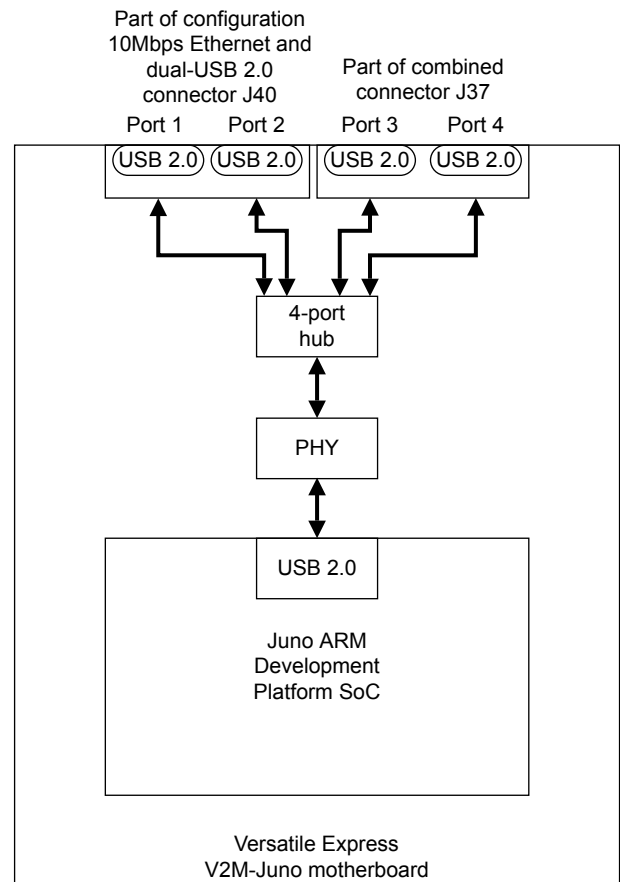 Part of configuration
10Mbps Ethernet and
dual-USB 2.0
connector J40
Part of combined
connector J37
Port 1 Port 2 Port 3 Port 4
USB 2.0 USB 2.0 USB 2.0 USB 2.0
4-port
hub
PHY
USB 2.0
Juno ARM
Development
Platform SoC
Versatile Express
V2M-Juno motherboard